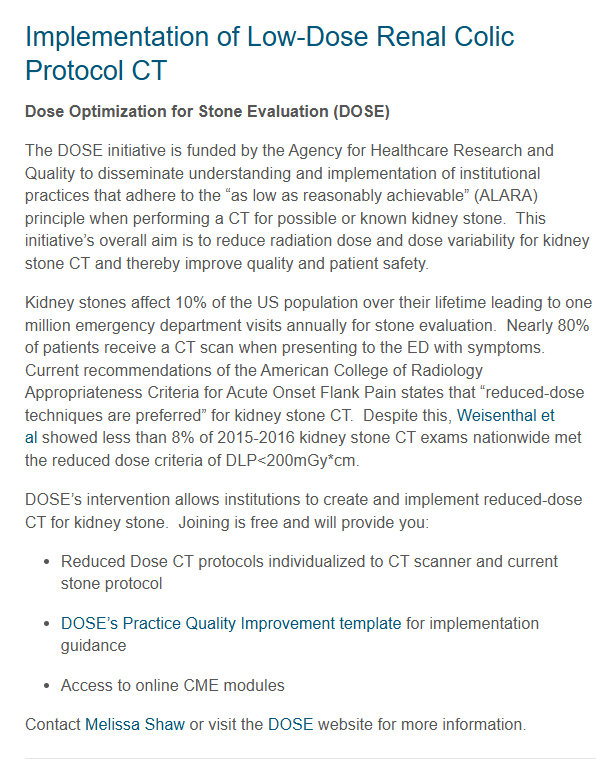 Implementation of Low-Dose Renal Colic
Protocol CT
Dose Optimization for Stone Evaluation (DOSE)
The DOSE initiative is funded by the Agency for Healthcare Research and
Quality to disseminate understanding and implementation of institutional
practices that adhere to the “as low as reasonably achievable” (ALARA)
principle when performing a CT for possible or known kidney stone.  This
initiative’s overall aim is to reduce radiation dose and dose variability for kidney
stone CT and thereby improve quality and patient safety.
Kidney stones affect 10% of the US population over their lifetime leading to one
million emergency department visits annually for stone evaluation.  Nearly 80%
of patients receive a CT scan when presenting to the ED with symptoms.
Current recommendations of the American College of Radiology
Appropriateness Criteria for Acute Onset Flank Pain states that “reduced-dose
techniques are preferred” for kidney stone CT.  Despite this, Weisenthal et
al showed less than 8% of 2015-2016 kidney stone CT exams nationwide met
the reduced dose criteria of DLP<200mGy*cm.
DOSE’s intervention allows institutions to create and implement reduced-dose
CT for kidney stone.  Joining is free and will provide you:
• Reduced Dose CT protocols individualized to CT scanner and current
stone protocol
• DOSE’s Practice Quality Improvement template for implementation
guidance
• Access to online CME modules
Contact Melissa Shaw or visit the DOSE website for more information.